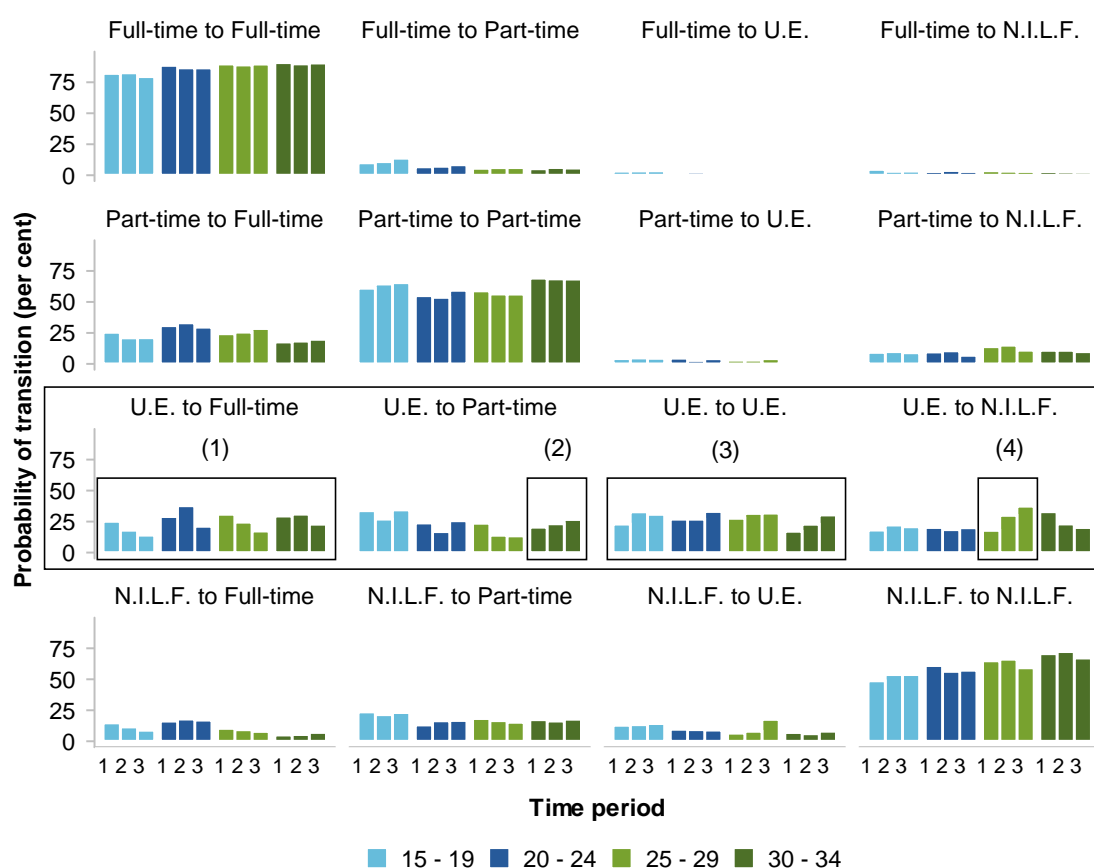 Full-time to Full-time Full-time to Part-time Full-time to U.E. Full-time to N.I.L.F.
75
50
25
0
Part-time to Full-time Part-time to Part-time Part-time to U.E. Part-time to N.I.L.F.
75
50
25
0
U.E. to Full-time U.E. to Part-time U.E. to U.E. U.E. to N.I.L.F.
(1) (2) (3) (4)
75
50
25
0
N.I.L.F. to Full-time N.I.L.F. to Part-time N.I.L.F. to U.E. N.I.L.F. to N.I.L.F.
75
50
25
0
Probability of transition (per cent)
1 2 3 1 2 3 1 2 3 1 2 3 1 2 3 1 2 3 1 2 3 1 2 3 1 2 3 1 2 3 1 2 3 1 2 3 1 2 3 1 2 3 1 2 3 1 2 3
Time period
15 - 19 20 - 24 25 - 29 30 - 34